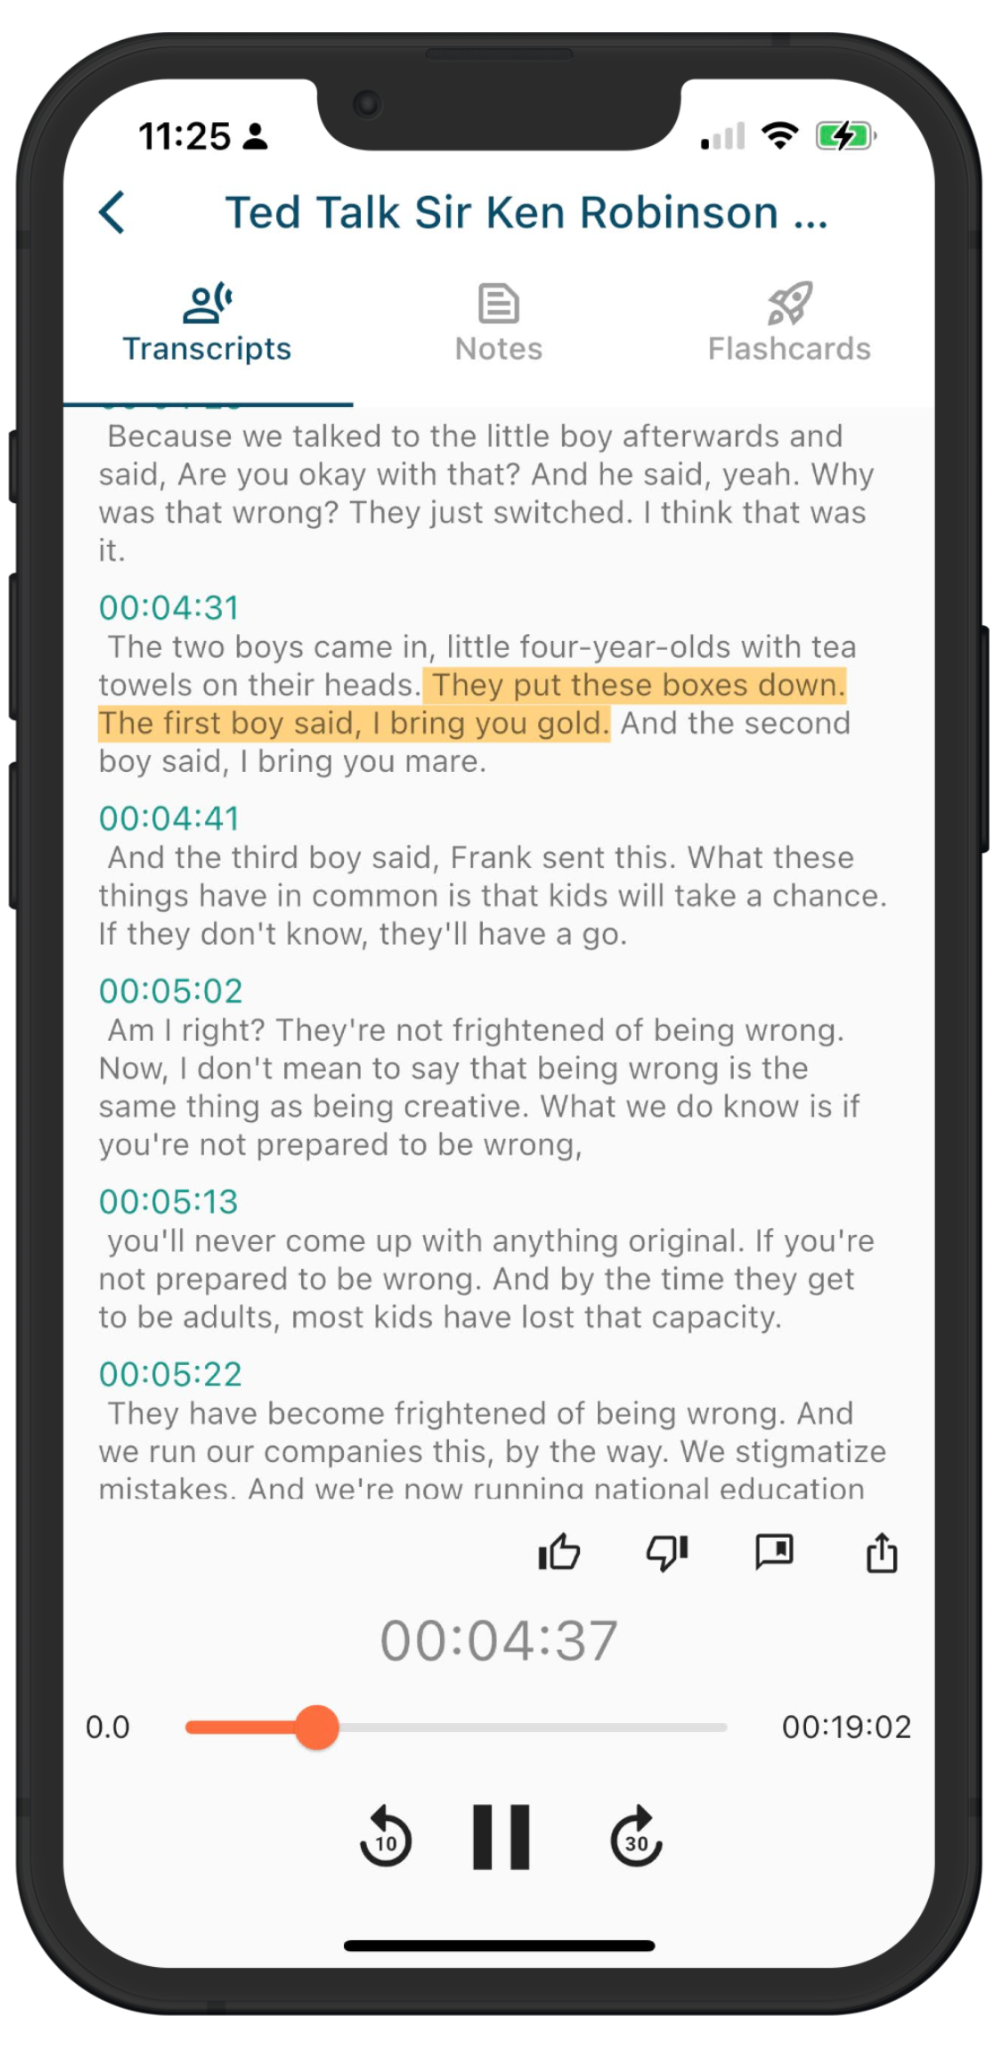 11:25
Ted Talk Sir Ken Robinson ...
Transcripts
Notes
Flashcards
Because we talked to the little boy afterwards and
said, Are you okay with that? And he said, yeah. Why
was that wrong? They just switched. I think that was
it.
00:04:31
The two boys came in, little four-year-olds with tea
towels on their heads. They put these boxes down.
The first boy said, I bring you gold. And the second
boy said, I bring you mare.
00:04:41
And the third boy said, Frank sent this. What these
things have in common is that kids will take a chance.
If they don't know, they'll have a go.
00:05:02
Am I right? They're not frightened of being wrong.
Now, I don't mean to say that being wrong is the
same thing as being creative. What we do know is if
you're not prepared to be wrong,
00:05:13
you'll never come up with anything original. If you're
not prepared to be wrong. And by the time they get
to be adults, most kids have lost that capacity.
00:05:22
They have become frightened of being wrong. And
we run our companies this, by the way. We stigmatize
mistakes. And we're now running national education
00:04:37
0.0
00:19:02
10
30